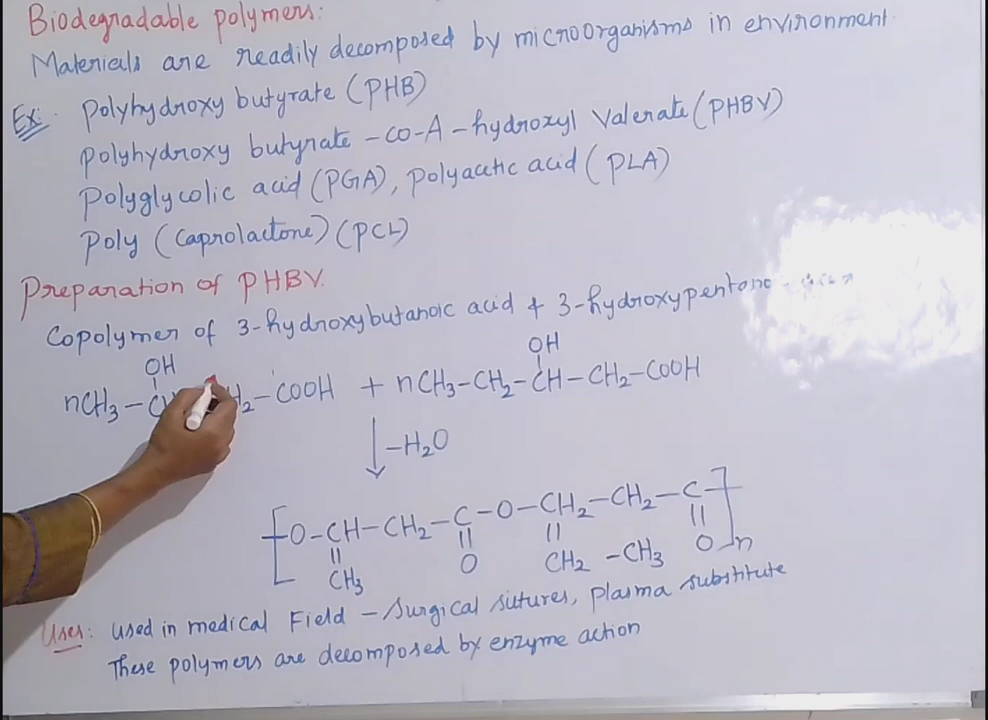 Biodegradable polymers:
Materials are readily decomposed by microorganisms in environment.
Ex: Polyhydroxy butyrate (PHB)
Polyhydroxy butyrate - co-A - hydroxyl Valerate (PHBV)
Polyglycolic acid (PGA), Polyacetic acid (PLA)
Poly (Caprolactone) (PCL)
Preparation of PHBV.
Copolymer of 3-hydroxybutanoic acid + 3-hydroxypentano
OH OH
nCH₃ - CH H₂-COOH + nCH₃-CH₂-CH-CH₂-COOH
↓ -H₂O
[O-CH-CH₂-C-O-CH₂-CH₂-C]
CH₃ O CH₂ -CH₃ O n
Uses: Used in medical Field - Surgical sutures, plasma substitute
These polymers are decomposed by enzyme action